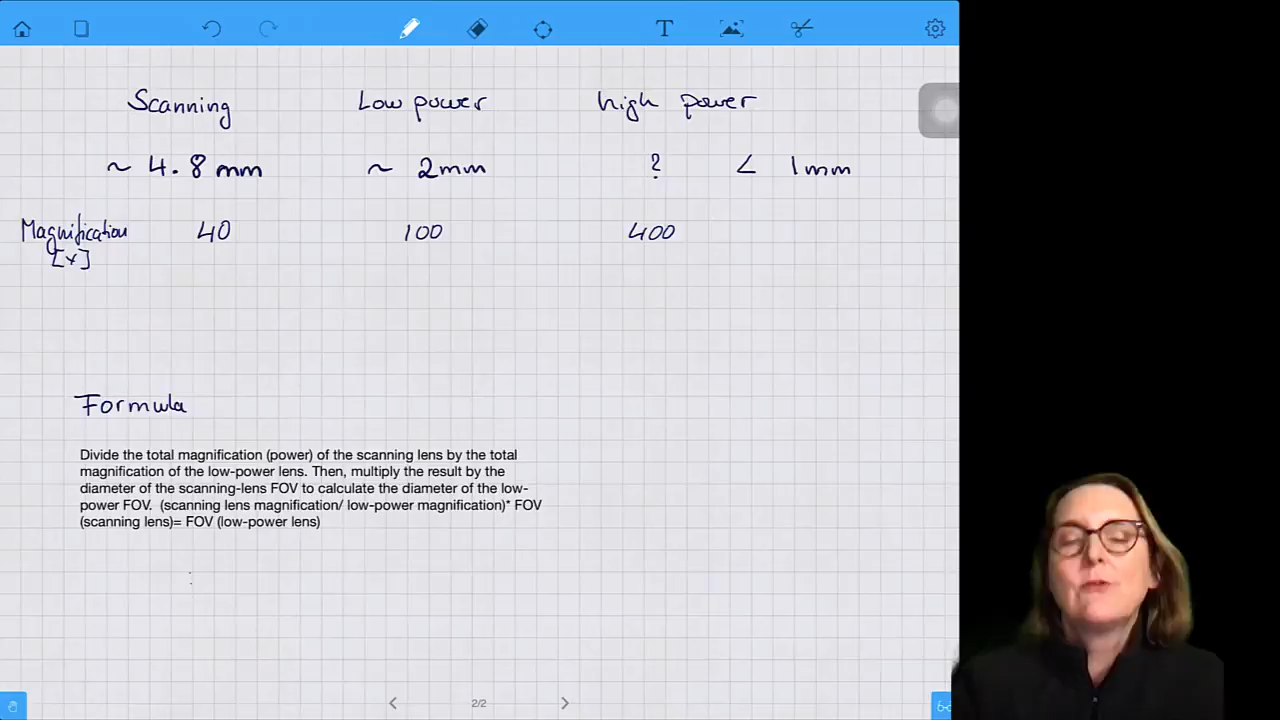 T
Scanning Low power high power
~ 4.8 mm ~ 2mm ? < 1mm
Magnification 40 100 400
[x]
Formula
Divide the total magnification (power) of the scanning lens by the total
magnification of the low-power lens. Then, multiply the result by the
diameter of the scanning-lens FOV to calculate the diameter of the low-
power FOV. (scanning lens magnification/ low-power magnification)* FOV
(scanning lens)= FOV (low-power lens)
2/2